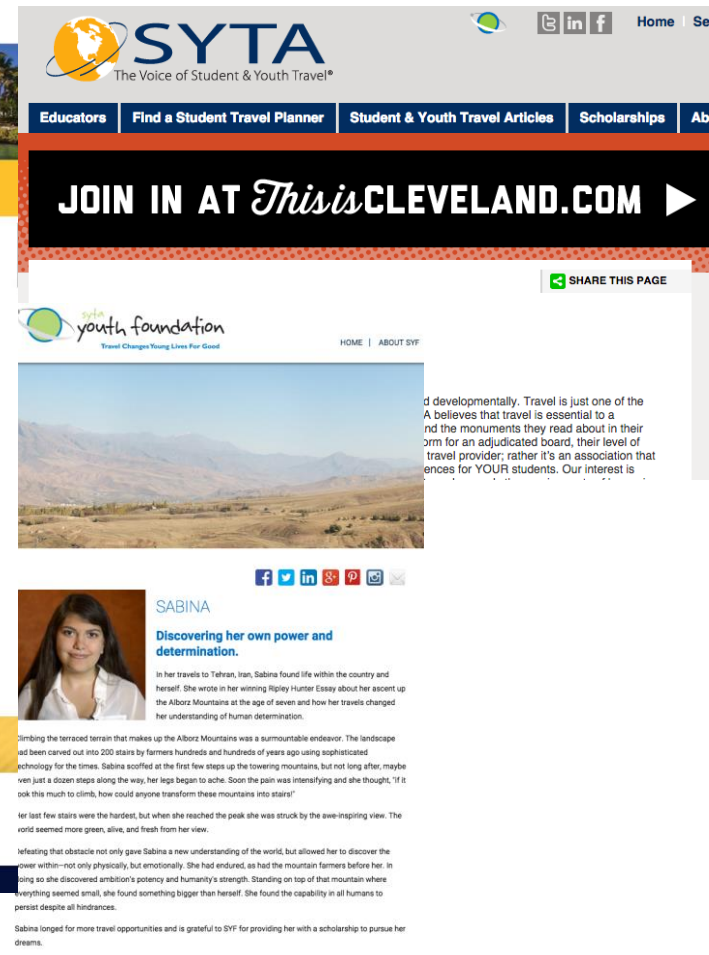 SYTA
The Voice of Student & Youth Travel®
Home
Educators
Find a Student Travel Planner
Student & Youth Travel Articles
Scholarships
JOIN IN AT This is CLEVELAND.COM
SHARE THIS PAGE
syta
youth foundation
Travel Changes Young Lives For Good
HOME | ABOUT SYF
d developmentally. Travel is just one of the
A believes that travel is essential to a
nd the monuments they read about in their
orm for an adjudicated board, their level of
travel provider; rather it's an association that
ences for YOUR students. Our interest is
SABINA
Discovering her own power and
determination.
In her travels to Tehran, Iran, Sabina found life within the country and
herself. She wrote in her winning Ripley Hunter Essay about her ascent up
the Alborz Mountains at the age of seven and how her travels changed
her understanding of human determination.
Climbing the terraced terrain that makes up the Alborz Mountains was a surmountable endeavor. The landscape
had been carved out into 200 stairs by farmers hundreds and hundreds of years ago using sophisticated
technology for the times. Sabina scoffed at the first few steps up the towering mountains, but not long after, maybe
even just a dozen steps along the way, her legs began to ache. Soon the pain was intensifying and she thought, "if it
took this much to climb, how could anyone transform these mountains into stairs!"
Her last few stairs were the hardest, but when she reached the peak she was struck by the awe-inspiring view. The
world seemed more green, alive, and fresh from her view.
Defeating that obstacle not only gave Sabina a new understanding of the world, but allowed her to discover the
power within—not only physically, but emotionally. She had endured, as had the mountain farmers before her. In
doing so she discovered ambition's potency and humanity's strength. Standing on top of that mountain where
everything seemed small, she found something bigger than herself. She found the capability in all humans to
persist despite all hindrances.
Sabina longed for more travel opportunities and is grateful to SYF for providing her with a scholarship to pursue her
dreams.